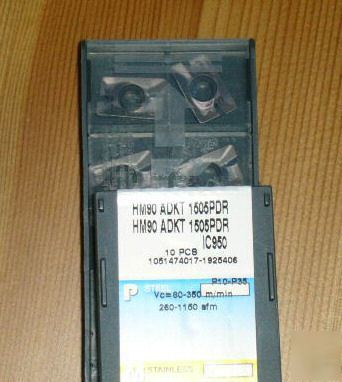 HM90 ADKT 1505PDR
HM90 ADKT 1505PDR
IC950
10 PCS
1051474017-1925406
P10-P35
P STEEL
Vc=80-350 m/min
260-1150 sfm
STAINLESS